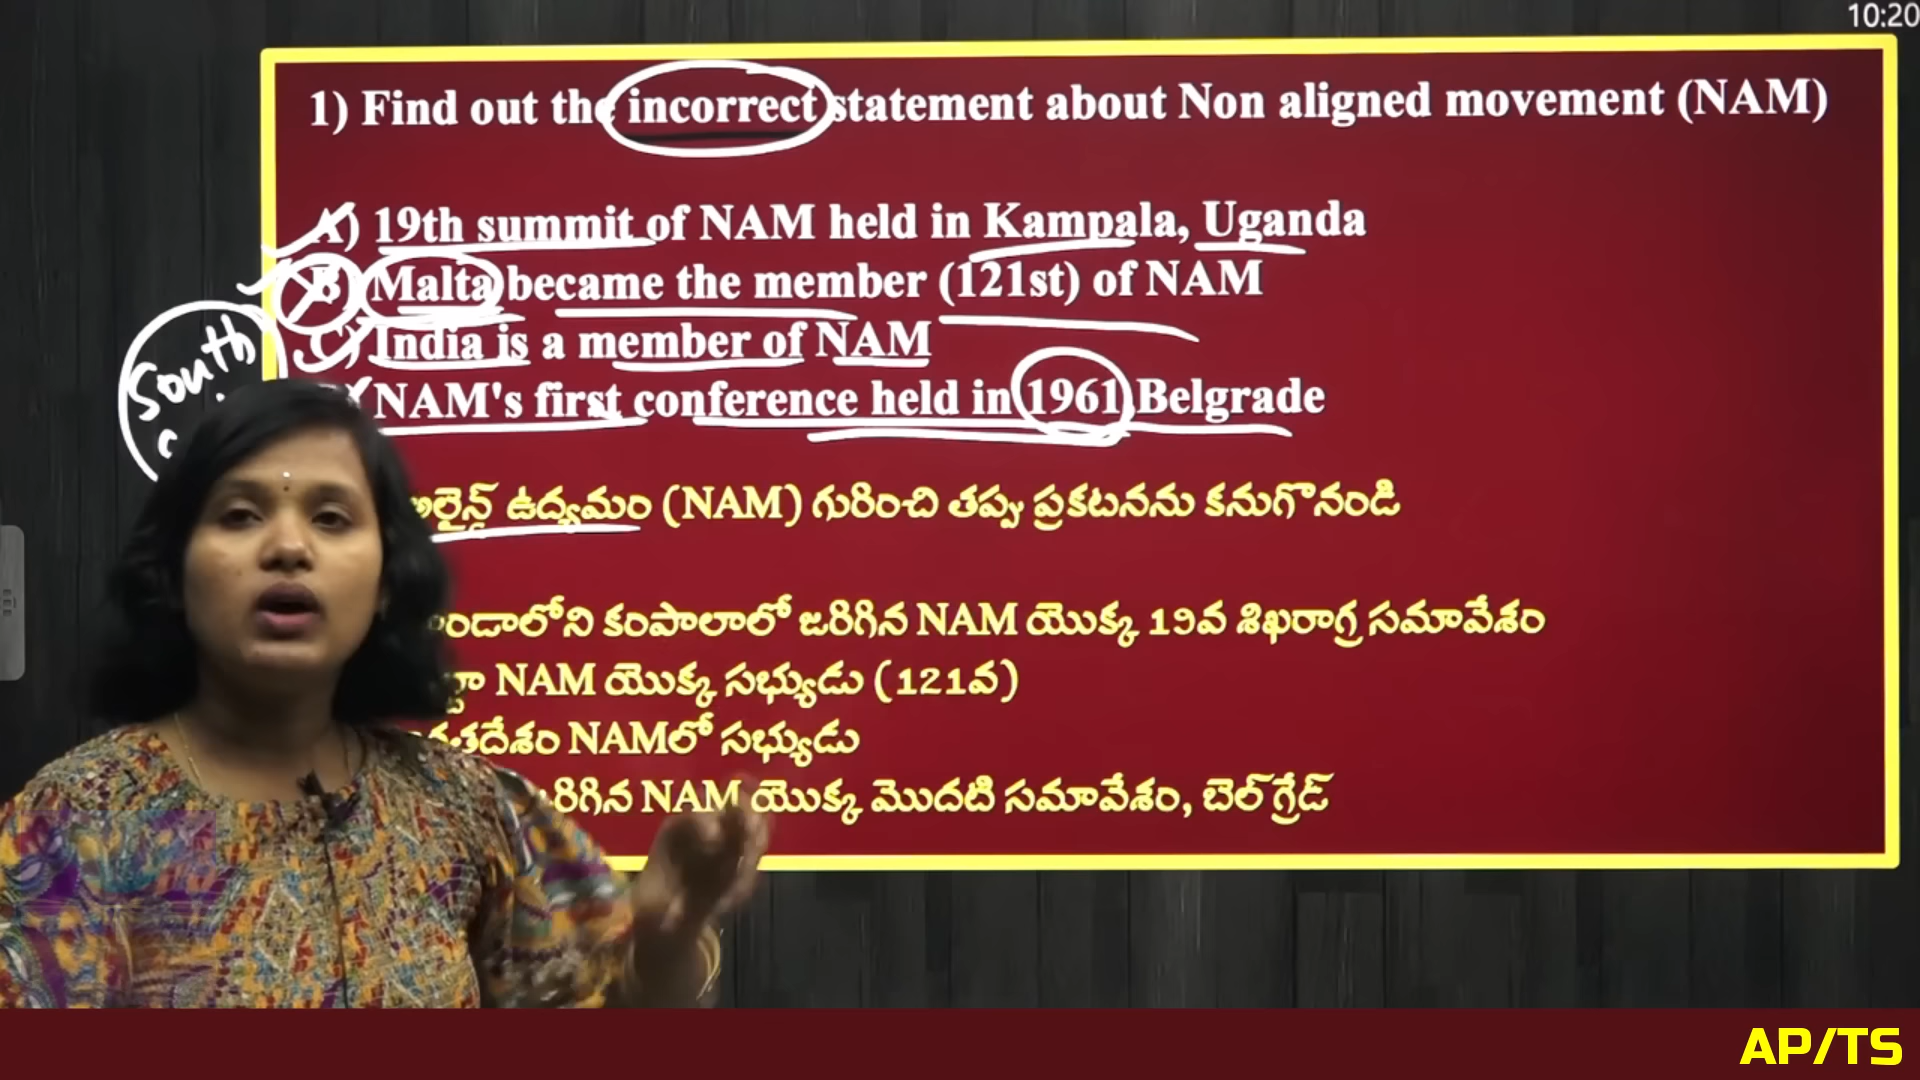 10:20
1) Find out the incorrect statement about Non aligned movement (NAM)
A) 19th summit of NAM held in Kampala, Uganda
B) Malta became the member (121st) of NAM
C) India is a member of NAM
NAM's first conference held in 1961 Belgrade
South
ఉద్యమం (NAM) గురించి తప్పు ప్రకటనను కనుగొనండి
కంపాలాలో జరిగిన NAM యొక్క 19వ శిఖరాగ్ర సమావేశం
NAM యొక్క సభ్యుడు (121వ)
NAMలో సభ్యుడు
NAM యొక్క మొదటి సమావేశం, బెల్‌గ్రేడ్
AP/TS